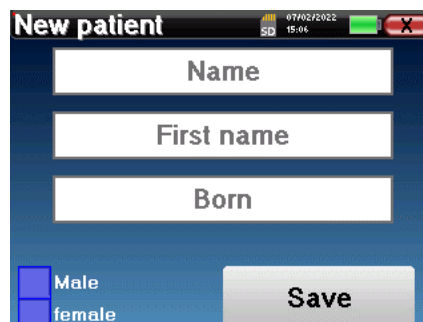 New patient
SD
07/02/2022
15:06
X
Name
First name
Born
Male
female
Save